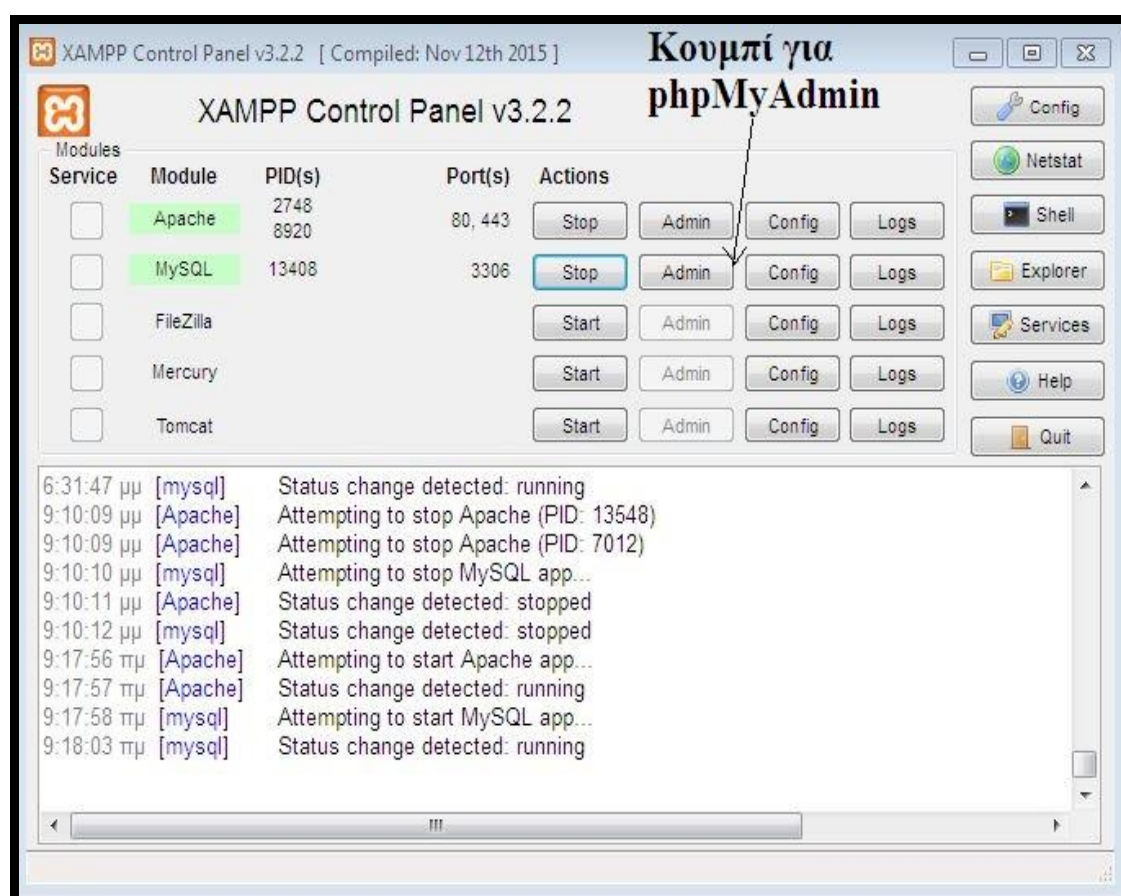 XAMPP Control Panel v3.2.2 [ Compiled: Nov 12th 2015 ]
Κουμπί για
phpMyAdmin
XAMPP Control Panel v3.2.2
Config
Modules
Service Module PID(s) Port(s) Actions
Netstat
Apache 2748 8920 80, 443 Stop Admin Config Logs
Shell
MySQL 13408 3306 Stop Admin Config Logs
Explorer
FileZilla Start Admin Config Logs
Services
Mercury Start Admin Config Logs
Help
Tomcat Start Admin Config Logs
Quit
6:31:47 μμ [mysql] Status change detected: running
9:10:09 μμ [Apache] Attempting to stop Apache (PID: 13548)
9:10:09 μμ [Apache] Attempting to stop Apache (PID: 7012)
9:10:10 μμ [mysql] Attempting to stop MySQL app...
9:10:11 μμ [Apache] Status change detected: stopped
9:10:12 μμ [mysql] Status change detected: stopped
9:17:56 πμ [Apache] Attempting to start Apache app...
9:17:57 πμ [Apache] Status change detected: running
9:17:58 πμ [mysql] Attempting to start MySQL app...
9:18:03 πμ [mysql] Status change detected: running